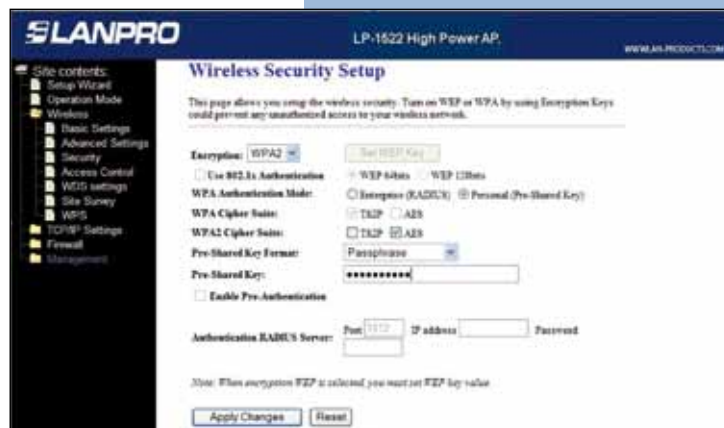 LANPRO
LP-1522 High Power AP.
WWW.LAN-PRODUCTS.COM
Site contents:
Setup Wizard
Operation Mode
Wireless
Basic Settings
Advanced Settings
Security
Access Control
WDS settings
Site Survey
WPS
TCP/IP Settings
Firewall
Management
Wireless Security Setup
This page allows you setup the wireless security. Turn on WEP or WPA by using Encryption Keys
could prevent any unauthorized access to your wireless network.
Encryption: WPA2 Set WEP Key
Use 802.1x Authentication WEP 64bits WEP 128bits
WPA Authentication Mode: Enterprise (RADIUS) Personal (Pre-Shared Key)
WPA Cipher Suite: TKIP AES
WPA2 Cipher Suite: TKIP AES
Pre-Shared Key Format: Passphrase
Pre-Shared Key: ●●●●●●●●●●
Enable Pre-Authentication
Authentication RADIUS Server: Port 1812 IP address Password
Note: When encryption WEP is selected, you must set WEP key value.
Apply Changes Reset